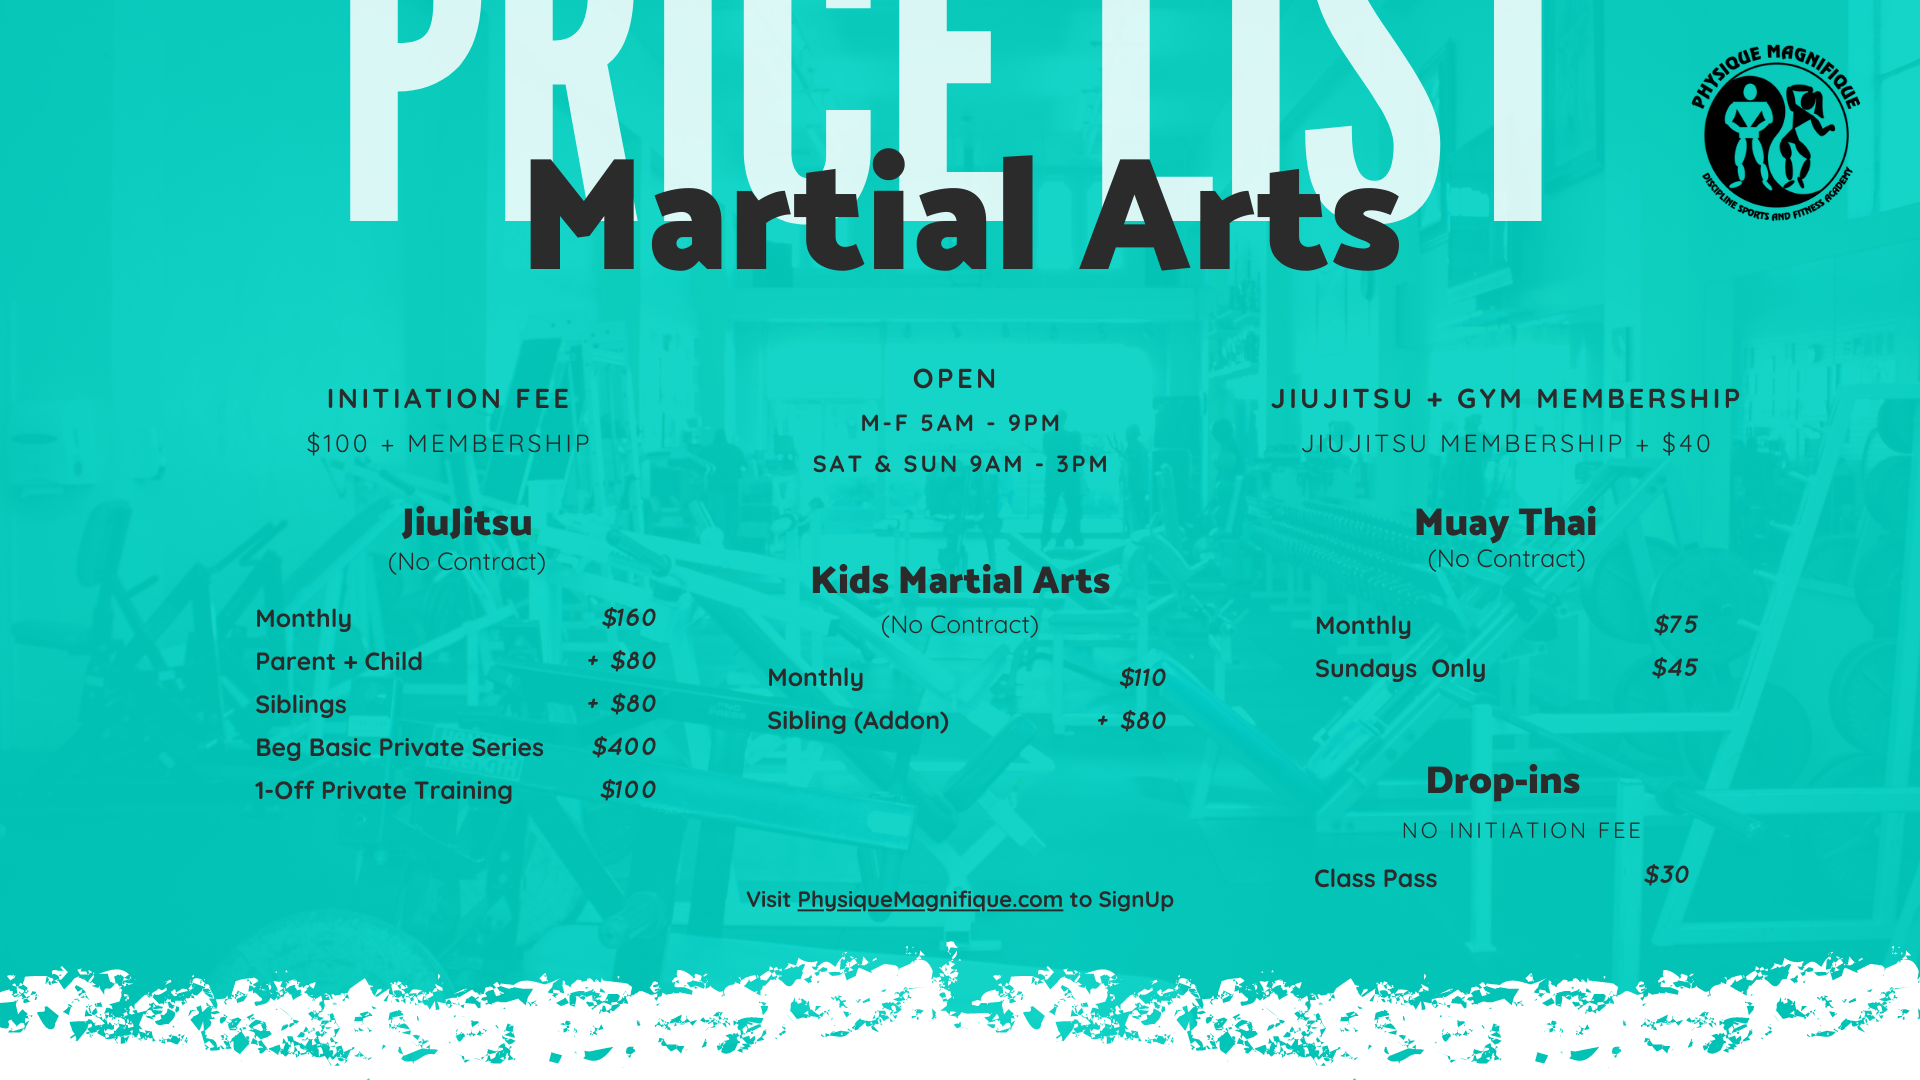 PRICE LIST
Martial Arts
PHYSIQUE MAGNIFIQUE
DISCIPLINE SPORTS AND FITNESS ACADEMY
INITIATION FEE
$100 + MEMBERSHIP
OPEN
M-F 5AM - 9PM
SAT & SUN 9AM - 3PM
JIUJITSU + GYM MEMBERSHIP
JIUJITSU MEMBERSHIP + $40
JiuJitsu
(No Contract)
Monthly $160
Parent + Child + $80
Siblings + $80
Beg Basic Private Series $400
1-Off Private Training $100
Kids Martial Arts
(No Contract)
Monthly $110
Sibling (Addon) + $80
Muay Thai
(No Contract)
Monthly $75
Sundays Only $45
Drop-ins
NO INITIATION FEE
Class Pass $30
Visit PhysiqueMagnifique.com to SignUp